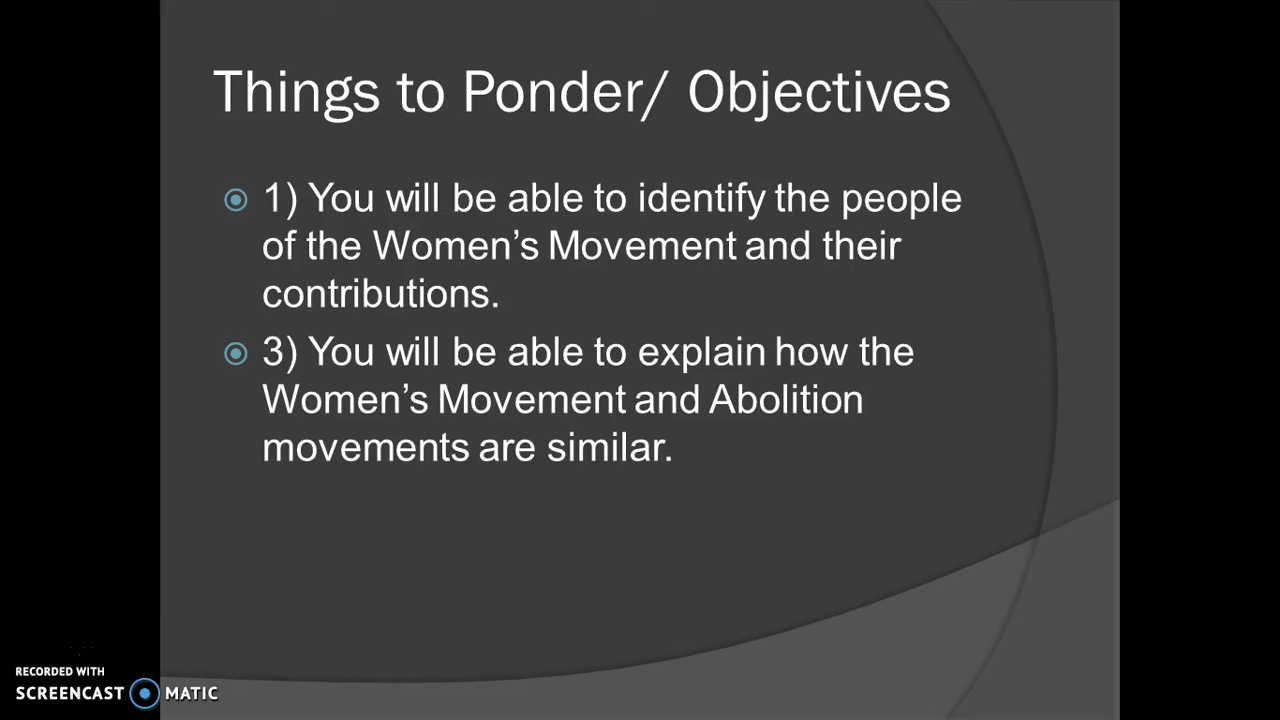 Things to Ponder/ Objectives
1) You will be able to identify the people
of the Women’s Movement and their
contributions.
3) You will be able to explain how the
Women’s Movement and Abolition
movements are similar.
RECORDED WITH
SCREENCAST MATIC